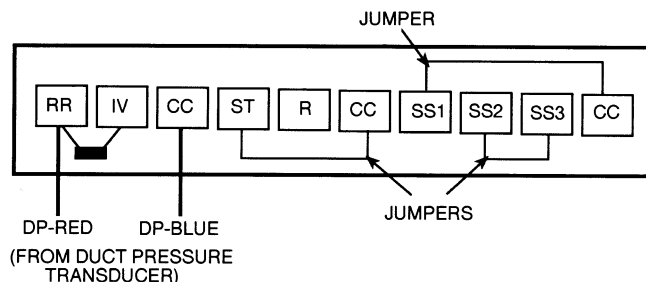 JUMPER
RR IV CC ST R CC SS1 SS2 SS3 CC
JUMPERS
DP-RED DP-BLUE
(FROM DUCT PRESSURE
TRANSDUCER)